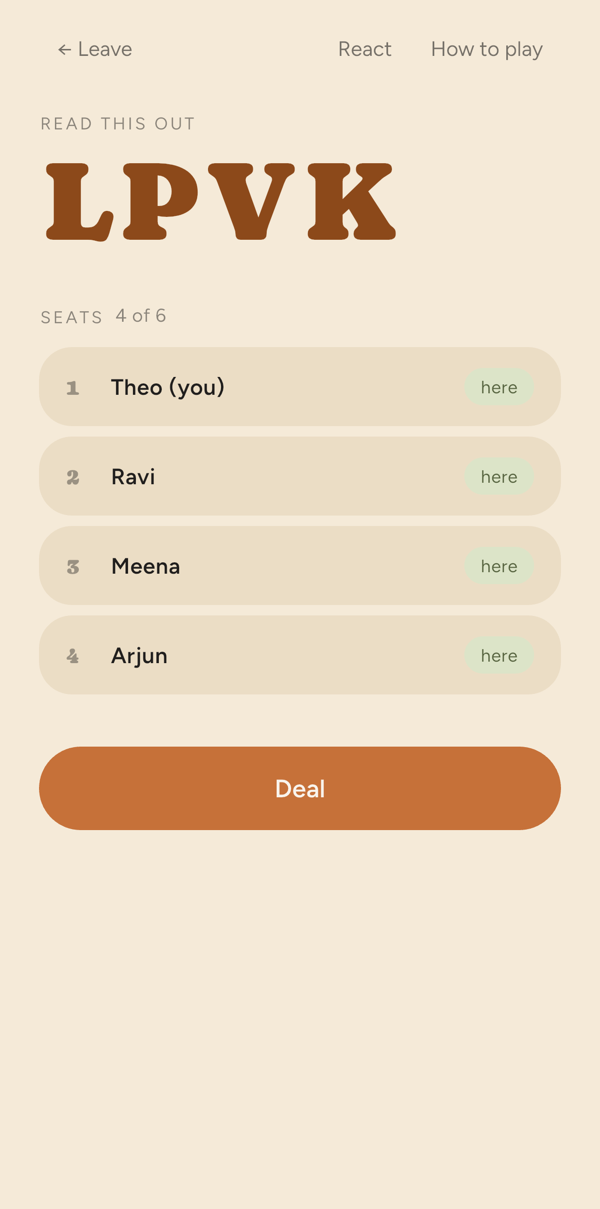 ← Leave React How to play
READ THIS OUT
LPVK
SEATS 4 of 6
1 Theo (you) here
2 Ravi here
3 Meena here
4 Arjun here
Deal